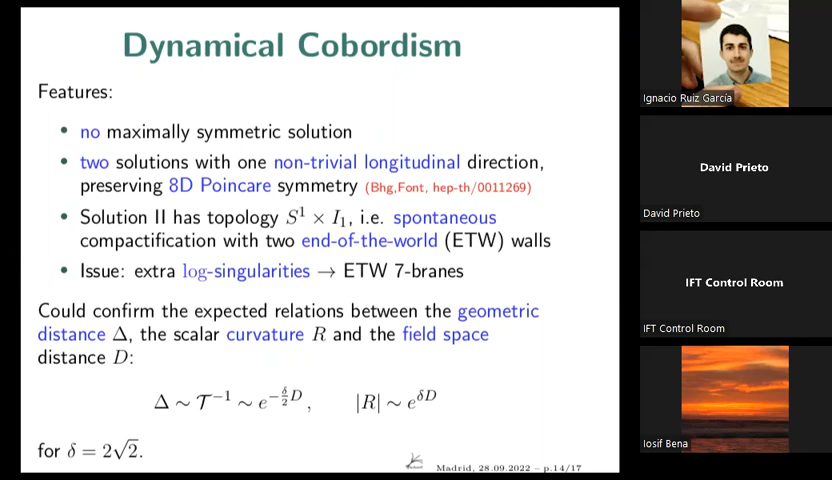 Dynamical Cobordism
Features:
• no maximally symmetric solution
• two solutions with one non-trivial longitudinal direction,
preserving 8D Poincare symmetry (Bhg,Font, hep-th/0011269)
• Solution II has topology S¹ × I₁, i.e. spontaneous
compactification with two end-of-the-world (ETW) walls
• Issue: extra log-singularities → ETW 7-branes
Could confirm the expected relations between the geometric
distance Δ, the scalar curvature R and the field space
distance D:
Δ ∼ 𝒯⁻¹ ∼ e^{-\frac{δ}{2}D} , |R| ∼ e^{δD}
for δ = 2√2.
Madrid, 28.09.2022 – p.14/17
Ignacio Ruiz García
David Prieto
David Prieto
IFT Control Room
IFT Control Room
Iosif Bena